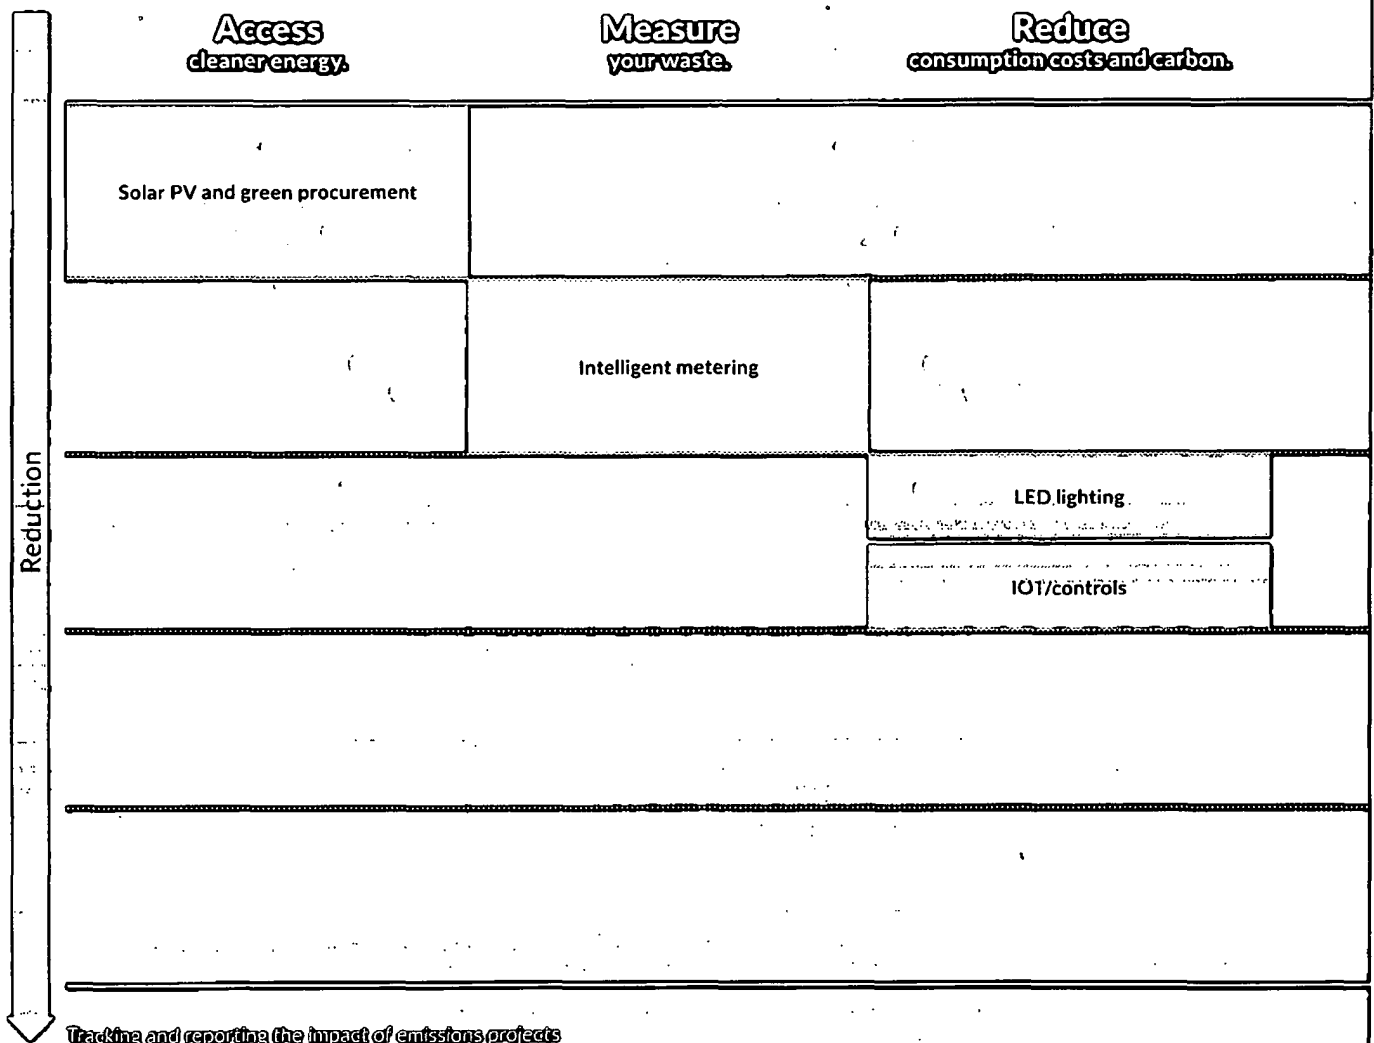 Access
cleaner energy.
Measure
your waste.
Reduce
consumption costs and carbon.
Solar PV and green procurement
Intelligent metering
Reduction
LED lighting
IOT/controls
Tracking and reporting the impact of emissions projects